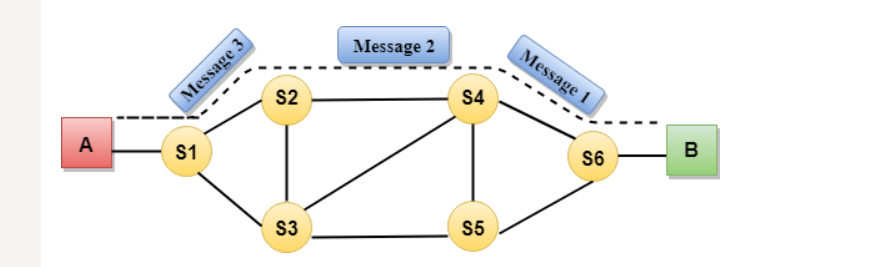 Message 3
Message 2
Message 1
A
S1
S2
S4
S6
B
S3
S5